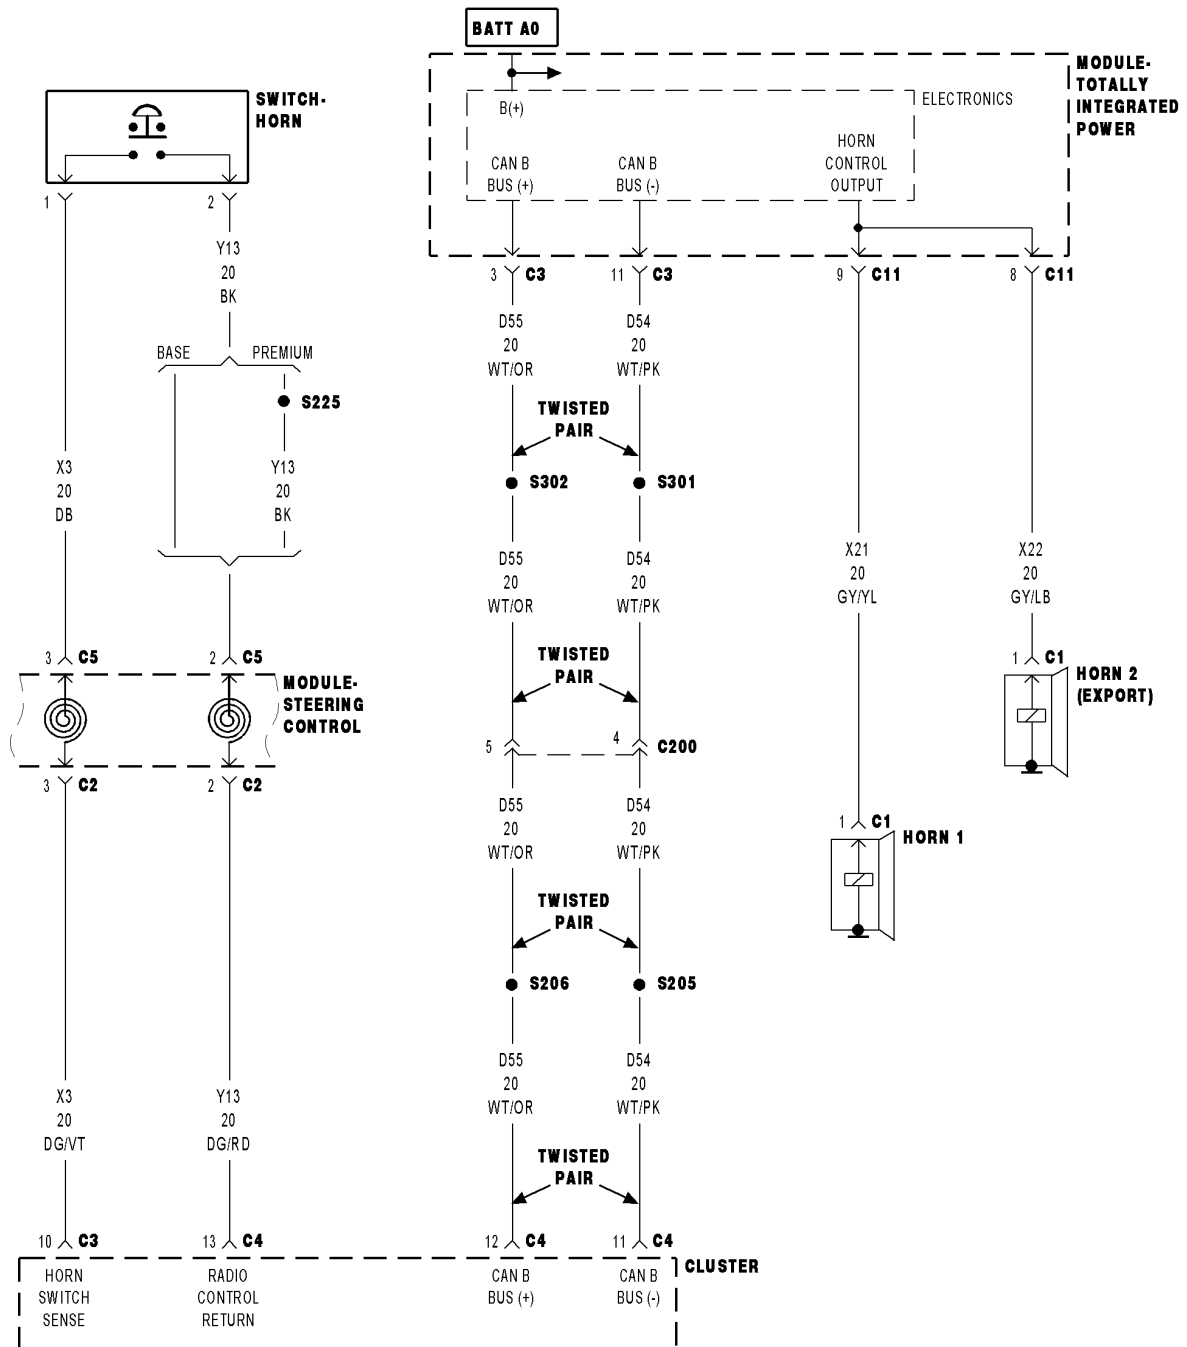 BATT A0
MODULE-
TOTALLY
INTEGRATED
POWER
SWITCH-
HORN
ELECTRONICS
B(+)
CAN B
BUS (+)
CAN B
BUS (-)
HORN
CONTROL
OUTPUT
1
2
3 C3
11 C3
9 C11
8 C11
Y13
20
BK
D55
20
WT/OR
D54
20
WT/PK
BASE
PREMIUM
S225
TWISTED
PAIR
X3
20
DB
Y13
20
BK
S302
S301
D55
20
WT/OR
D54
20
WT/PK
X21
20
GY/YL
X22
20
GY/LB
3 C5
2 C5
TWISTED
PAIR
1 C1
HORN 2
(EXPORT)
MODULE-
STEERING
CONTROL
5
4 C200
3 C2
2 C2
D55
20
WT/OR
D54
20
WT/PK
1 C1
HORN 1
TWISTED
PAIR
S206
S205
D55
20
WT/OR
D54
20
WT/PK
X3
20
DG/VT
Y13
20
DG/RD
TWISTED
PAIR
10 C3
13 C4
12 C4
11 C4
CLUSTER
HORN
SWITCH
SENSE
RADIO
CONTROL
RETURN
CAN B
BUS (+)
CAN B
BUS (-)